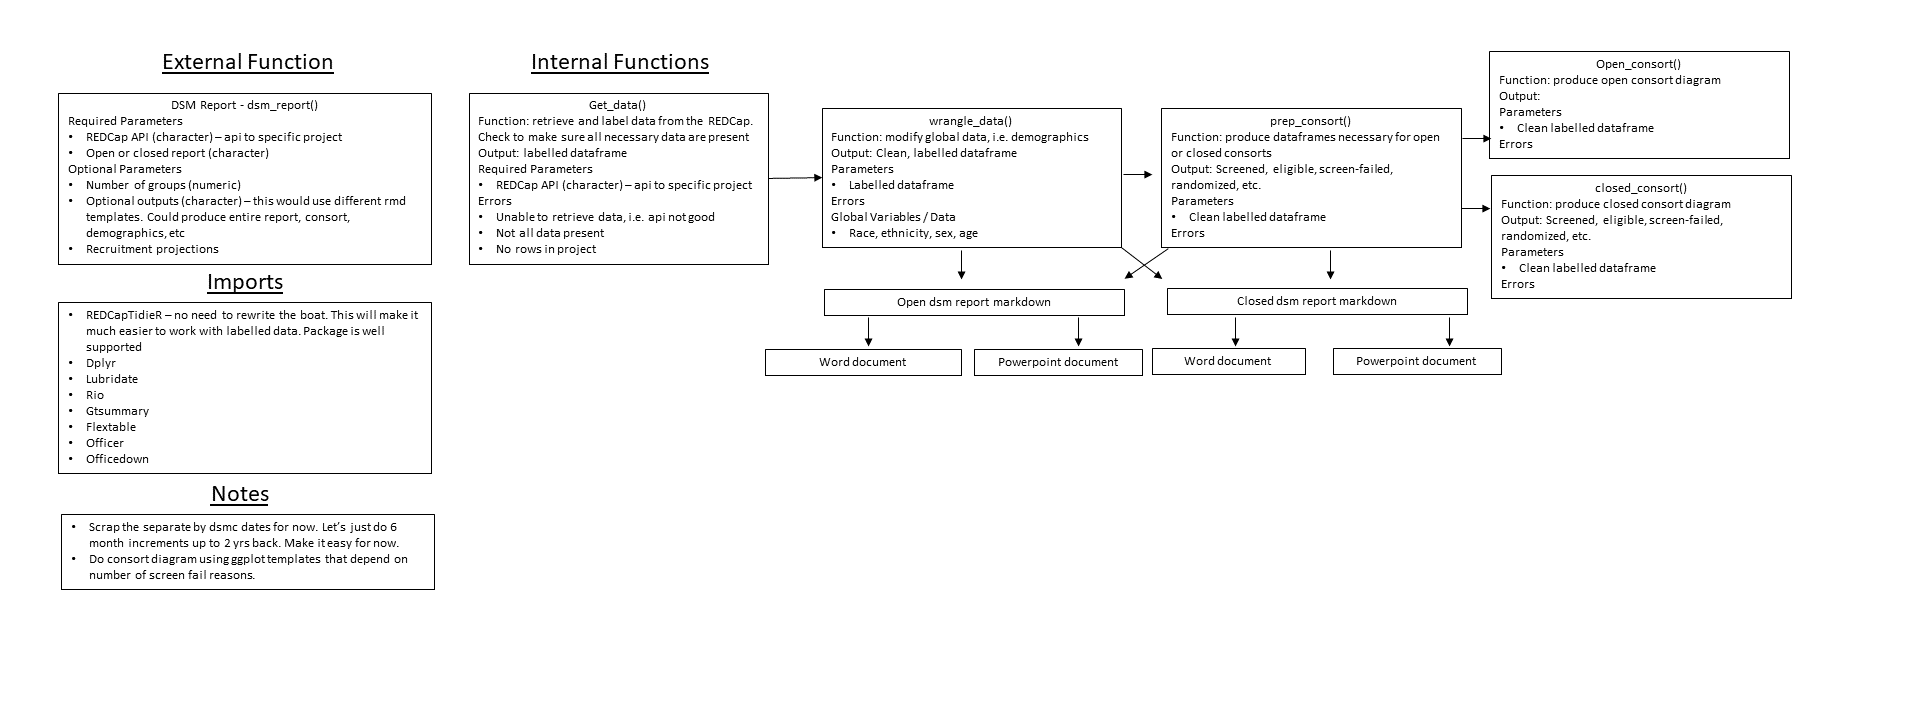 External Function
DSM Report - dsm_report()
Required Parameters
• REDCap API (character) – api to specific project
• Open or closed report (character)
Optional Parameters
• Number of groups (numeric)
• Optional outputs (character) – this would use different rmd
templates. Could produce entire report, consort,
demographics, etc
• Recruitment projections
Imports
• REDCapTidieR – no need to rewrite the boat. This will make it
much easier to work with labelled data. Package is well
supported
• Dplyr
• Lubridate
• Rio
• Gtsummary
• Flextable
• Officer
• Officedown
Notes
• Scrap the separate by dsmc dates for now. Let's just do 6
month increments up to 2 yrs back. Make it easy for now.
• Do consort diagram using ggplot templates that depend on
number of screen fail reasons.
Internal Functions
Get_data()
Function: retrieve and label data from the REDCap.
Check to make sure all necessary data are present
Output: labelled dataframe
Required Parameters
• REDCap API (character) – api to specific project
Errors
• Unable to retrieve data, i.e. api not good
• Not all data present
• No rows in project
wrangle_data()
Function: modify global data, i.e. demographics
Output: Clean, labelled dataframe
Parameters
• Labelled dataframe
Errors
Global Variables / Data
• Race, ethnicity, sex, age
prep_consort()
Function: produce dataframes necessary for open
or closed consorts
Output: Screened, eligible, screen-failed,
randomized, etc.
Parameters
• Clean labelled dataframe
Errors
Open_consort()
Function: produce open consort diagram
Output:
Parameters
• Clean labelled dataframe
Errors
closed_consort()
Function: produce closed consort diagram
Output: Screened, eligible, screen-failed,
randomized, etc.
Parameters
• Clean labelled dataframe
Errors
Open dsm report markdown
Closed dsm report markdown
Word document
Powerpoint document
Word document
Powerpoint document